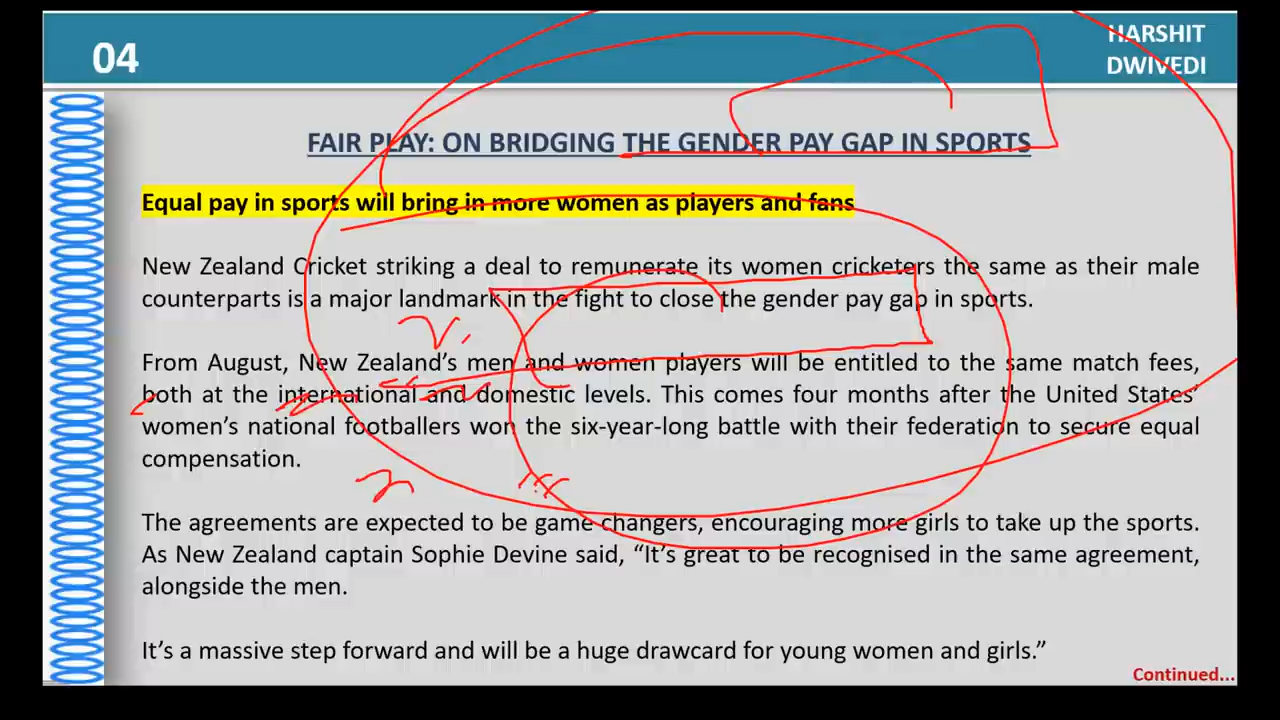 04
HARSHIT
DWIVEDI
FAIR PLAY: ON BRIDGING THE GENDER PAY GAP IN SPORTS
Equal pay in sports will bring in more women as players and fans
New Zealand Cricket striking a deal to remunerate its women cricketers the same as their male
counterparts is a major landmark in the fight to close the gender pay gap in sports.
From August, New Zealand’s men and women players will be entitled to the same match fees,
both at the international and domestic levels. This comes four months after the United States’
women’s national footballers won the six-year-long battle with their federation to secure equal
compensation.
The agreements are expected to be game changers, encouraging more girls to take up the sports.
As New Zealand captain Sophie Devine said, “It’s great to be recognised in the same agreement,
alongside the men.
It’s a massive step forward and will be a huge drawcard for young women and girls.”
Continued...